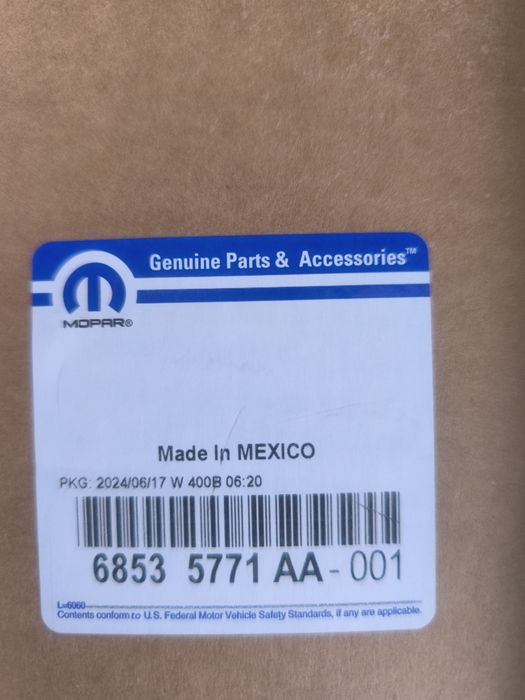 Genuine Parts & Accessories™
MOPAR®
Made In MEXICO
PKG: 2024/06/17 W 400B 06:20
6853 5771 AA - 001
L=6060
Contents conform to U.S. Federal Motor Vehicle Safety Standards, if any are applicable.